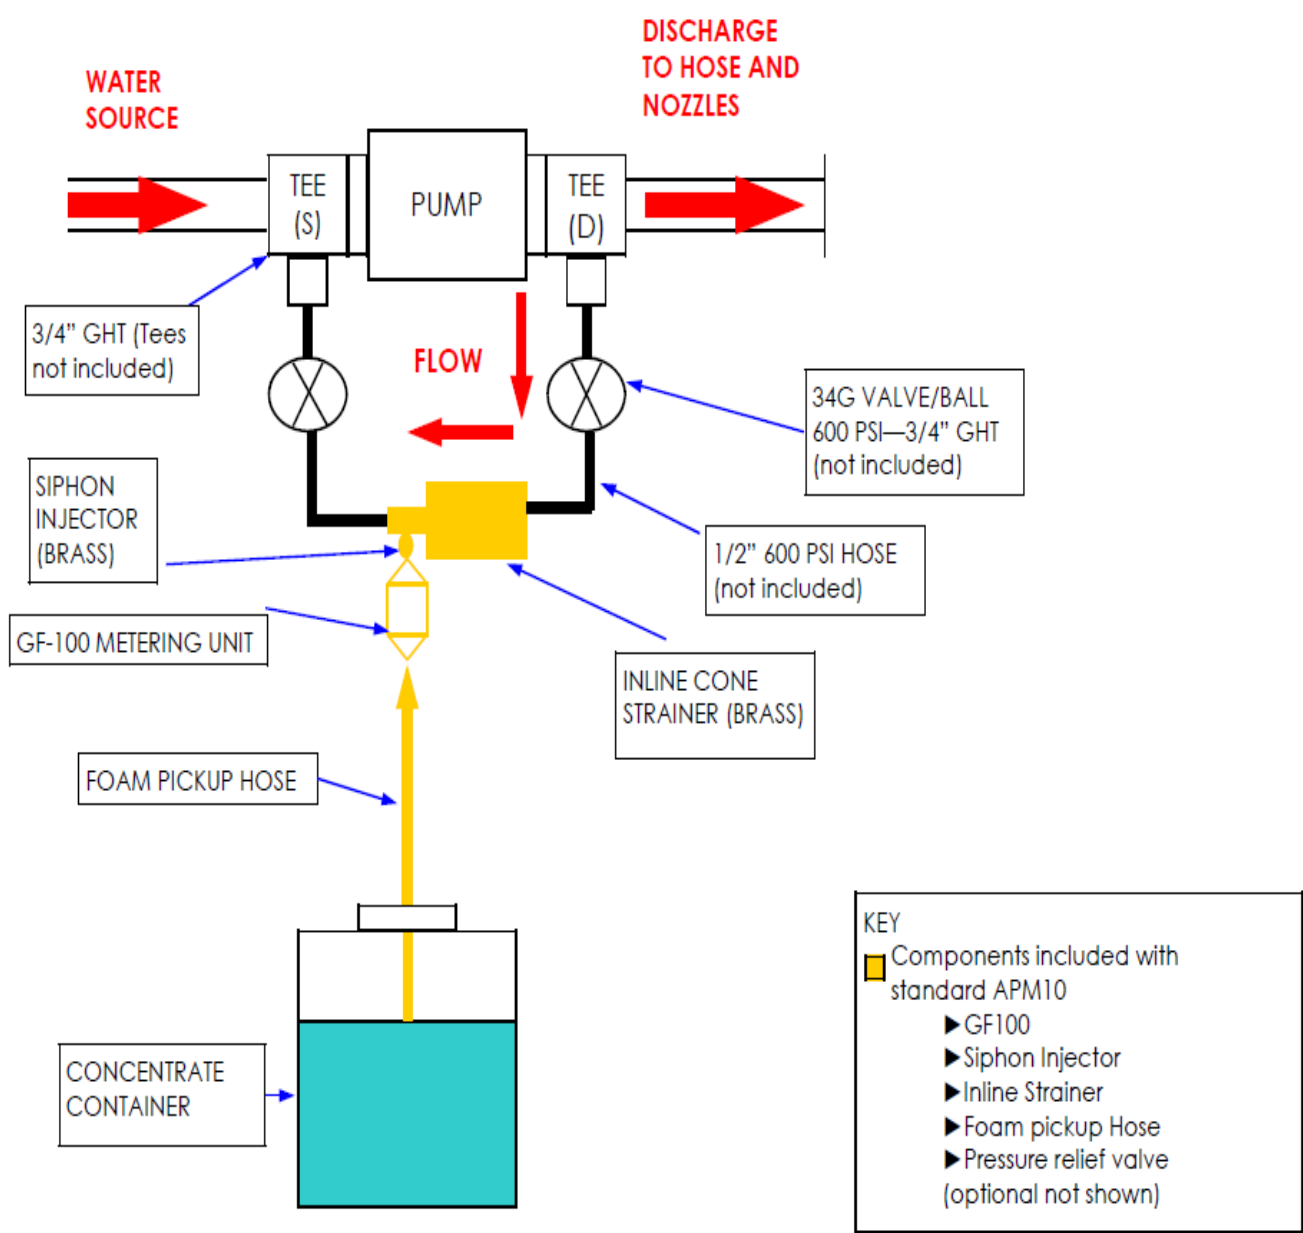 DISCHARGE
TO HOSE AND
NOZZLES
WATER
SOURCE
TEE
(S)
PUMP
TEE
(D)
3/4” GHT (Tees
not included)
FLOW
34G VALVE/BALL
600 PSI—3/4” GHT
(not included)
SIPHON
INJECTOR
(BRASS)
1/2” 600 PSI HOSE
(not included)
GF-100 METERING UNIT
INLINE CONE
STRAINER (BRASS)
FOAM PICKUP HOSE
CONCENTRATE
CONTAINER
KEY
Components included with
standard APM10
▶GF100
▶Siphon Injector
▶Inline Strainer
▶Foam pickup Hose
▶Pressure relief valve
(optional not shown)